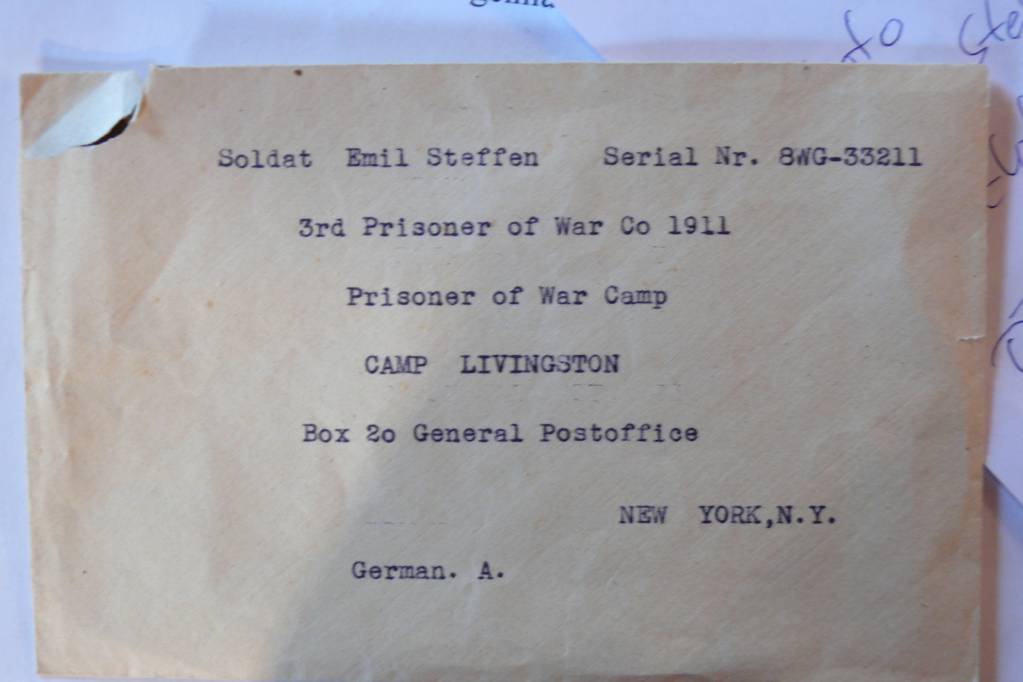 to
Soldat Emil Steffen Serial Nr. 8WG-33211
3rd Prisoner of War Co 1911
Prisoner of War Camp
CAMP LIVINGSTON
Box 2o General Postoffice
NEW YORK,N.Y.
German. A.